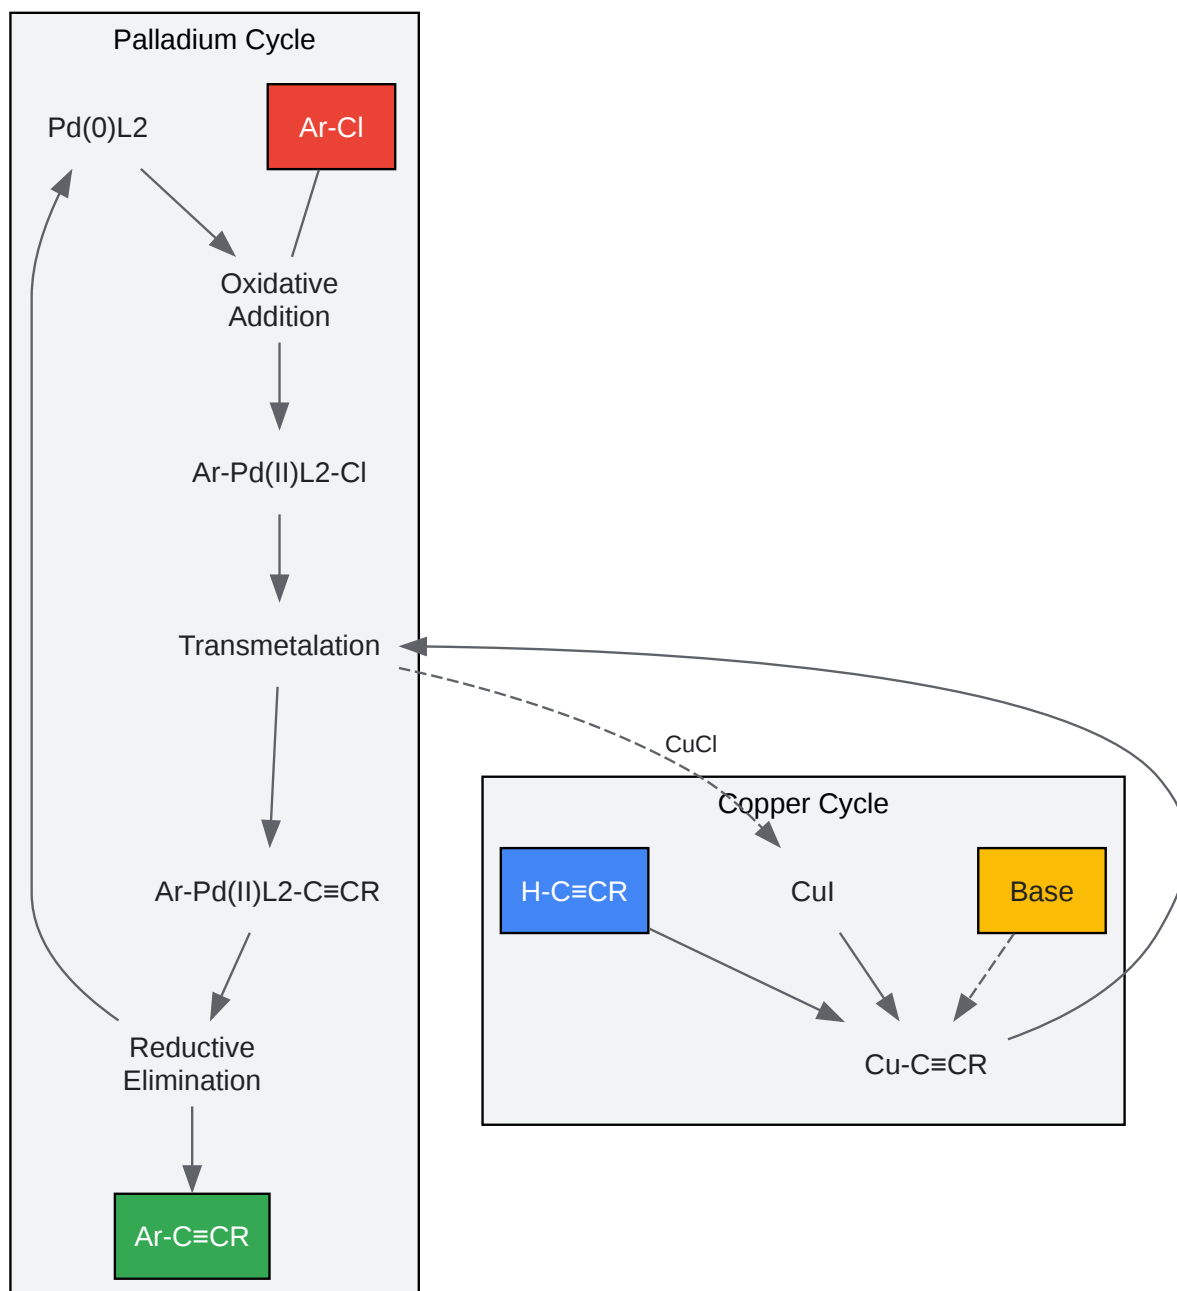 Palladium Cycle
Pd(0)L2
Ar-Cl
Oxidative
Addition
Ar-Pd(II)L2-Cl
Transmetalation
CuCl
Copper Cycle
Ar-Pd(II)L2-C≡CR
H-C≡CR
CuI
Base
Reductive
Elimination
Cu-C≡CR
Ar-C≡CR